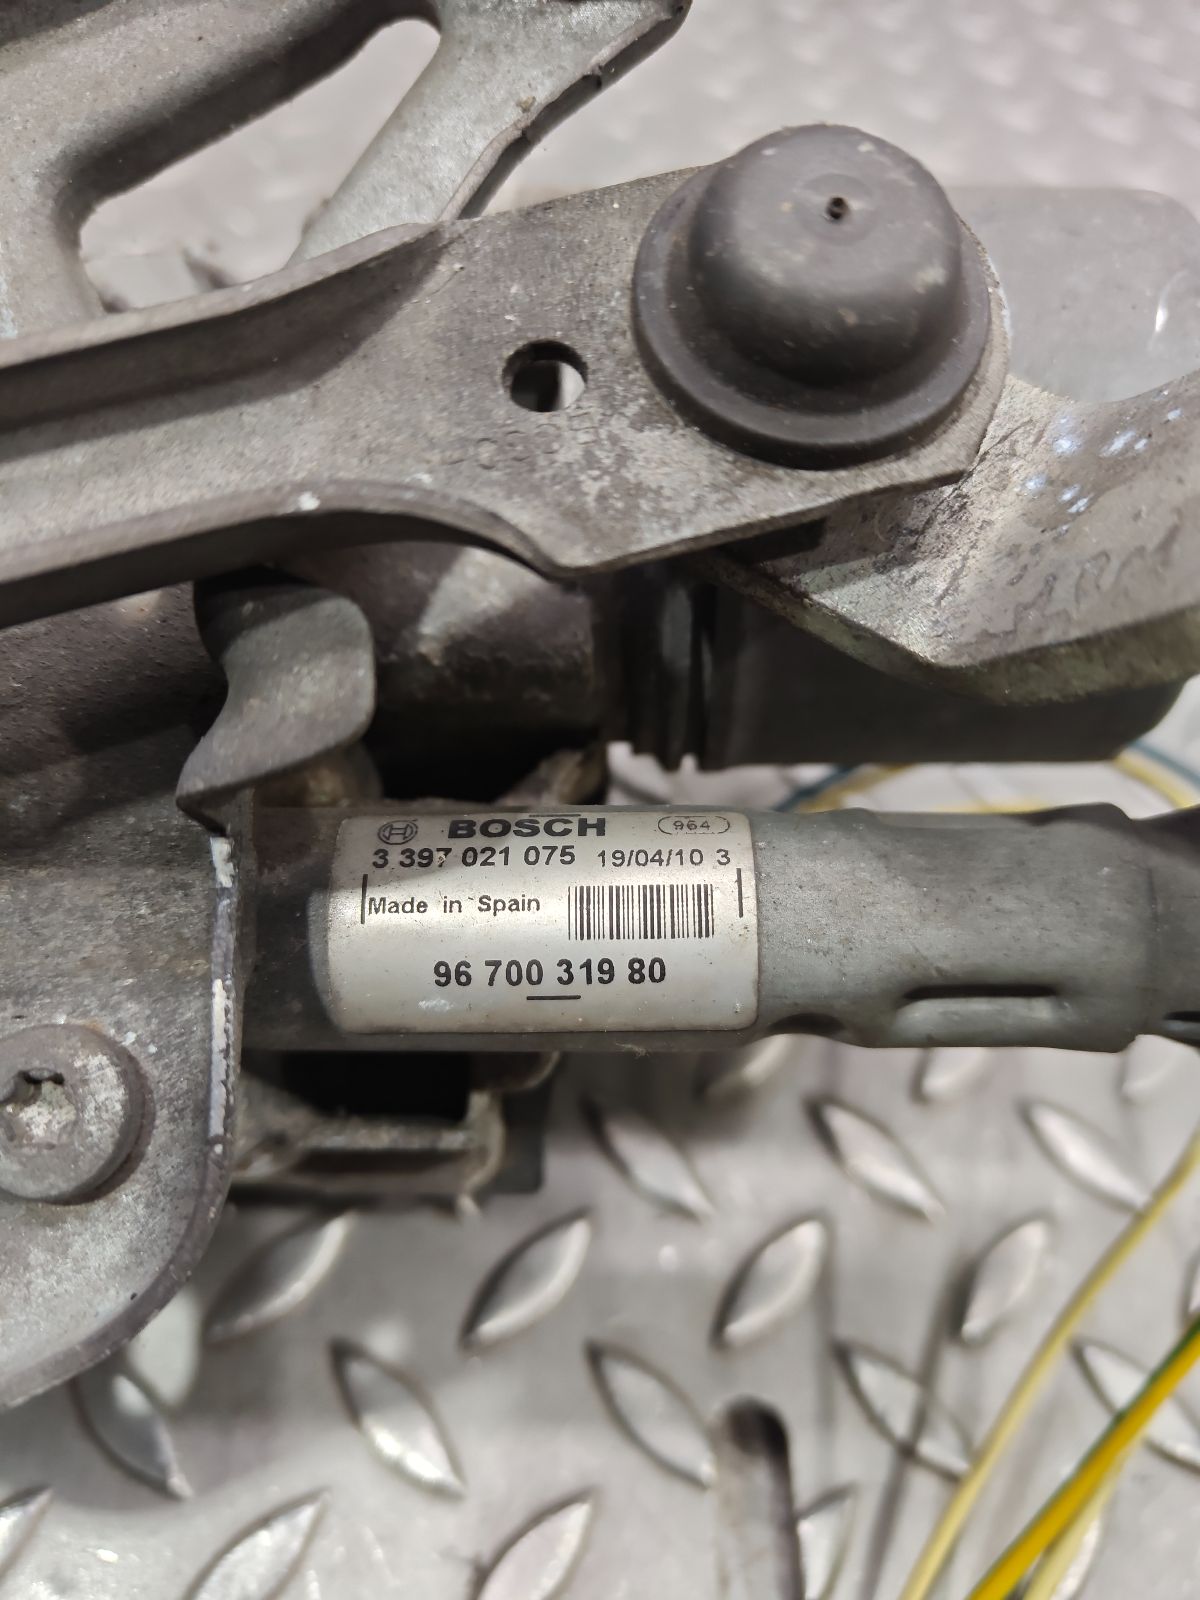 BOSCH 964
3 397 021 075 19/04/10 3
Made in Spain
96 700 319 80